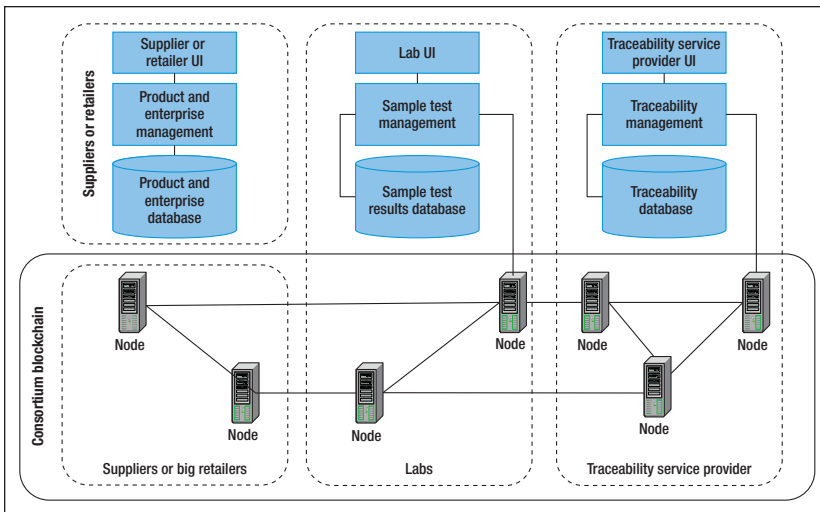 Supplier or
retailer UI
Product and
enterprise
management
Product and
enterprise
database
Suppliers or retailers
Lab UI
Sample test
management
Sample test
results database
Traceability service
provider UI
Traceability
management
Traceability
database
Consortium blockchain
Node
Node
Node
Node
Node
Node
Node
Suppliers or big retailers
Labs
Traceability service provider